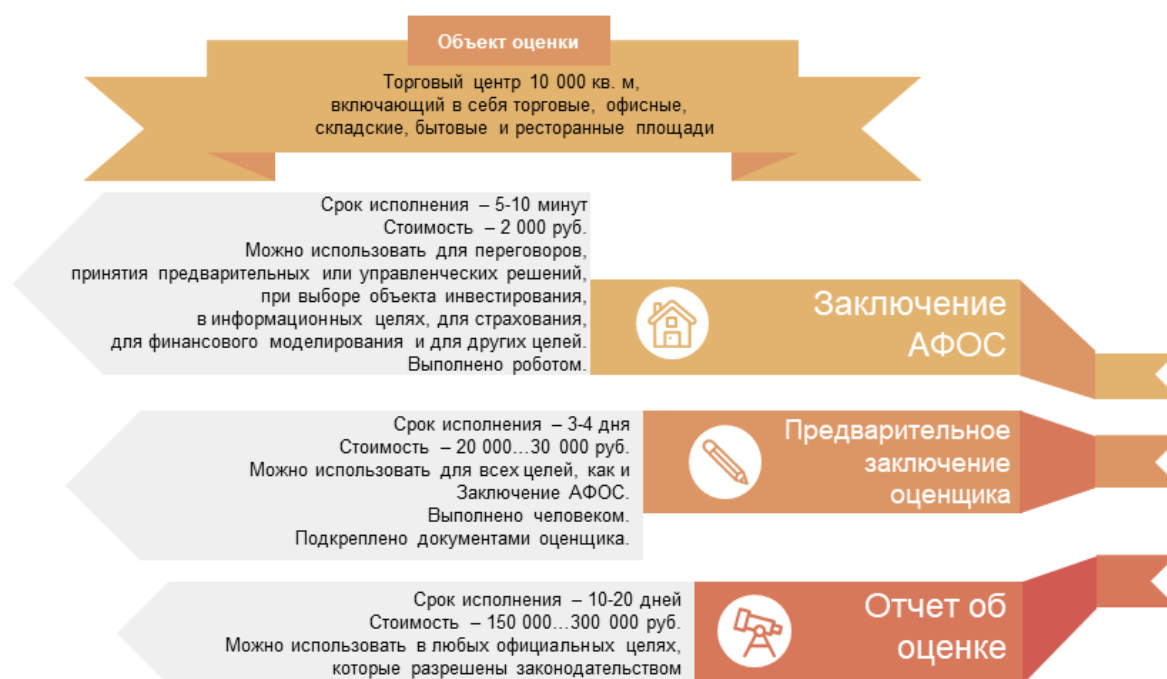 Объект оценки
Торговый центр 10 000 кв. м,
включающий в себя торговые, офисные,
складские, бытовые и ресторанные площади
Срок исполнения – 5-10 минут
Стоимость – 2 000 руб.
Можно использовать для переговоров,
принятия предварительных или управленческих решений,
при выборе объекта инвестирования,
в информационных целях, для страхования,
для финансового моделирования и для других целей.
Выполнено роботом.
Заключение
АФОС
Срок исполнения – 3-4 дня
Стоимость – 20 000...30 000 руб.
Можно использовать для всех целей, как и
Заключение АФОС.
Выполнено человеком.
Подкреплено документами оценщика.
Предварительное
заключение
оценщика
Срок исполнения – 10-20 дней
Стоимость – 150 000...300 000 руб.
Можно использовать в любых официальных целях,
которые разрешены законодательством
Отчет об
оценке